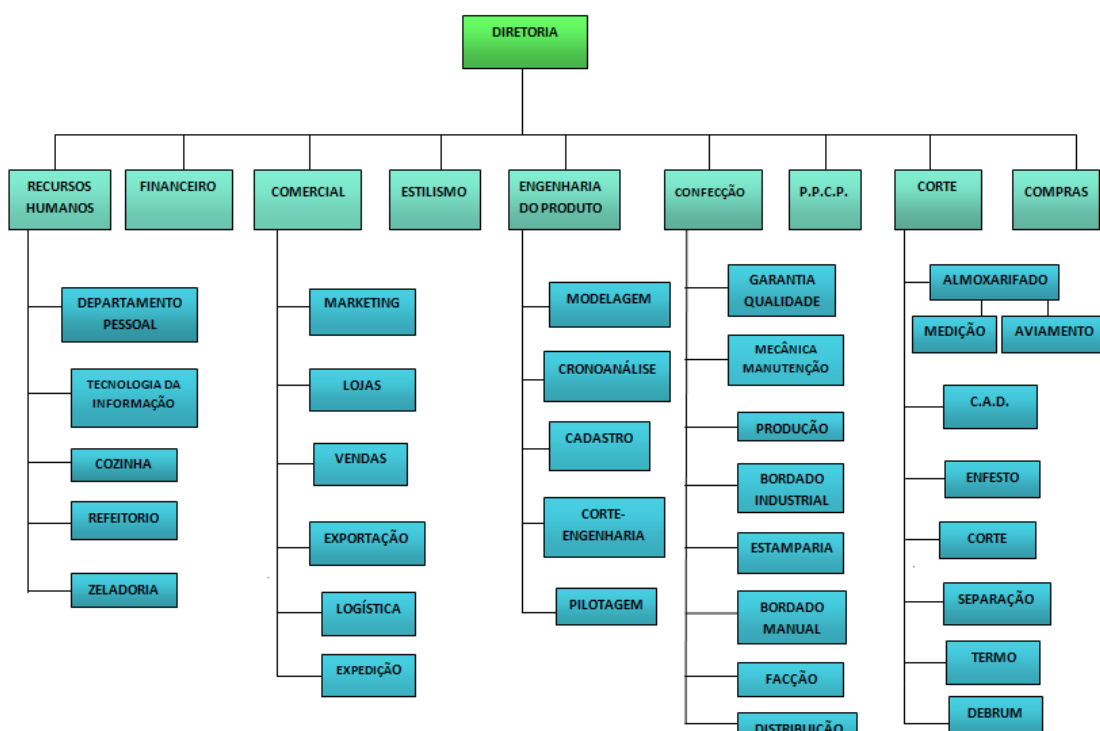 DIRETORIA
RECURSOS
HUMANOS
FINANCEIRO
COMERCIAL
ESTILISMO
ENGENHARIA
DO PRODUTO
CONFECÇÃO
P.P.C.P.
CORTE
COMPRAS
DEPARTAMENTO
PESSOAL
TECNOLOGIA DA
INFORMAÇÃO
COZINHA
REFEITORIO
ZELADORIA
MARKETING
LOJAS
VENDAS
EXPORTAÇÃO
LOGÍSTICA
EXPEDIÇÃO
MODELAGEM
CRONOANÁLISE
CADASTRO
CORTE-
ENGENHARIA
PILOTAGEM
GARANTIA
QUALIDADE
MECÂNICA
MANUTENÇÃO
PRODUÇÃO
BORDADO
INDUSTRIAL
ESTAMPARIA
BORDADO
MANUAL
FACÇÃO
DISTRIBUIÇÃO
ALMOXARIFADO
MEDIÇÃO
AVIAMENTO
C.A.D.
ENFESTO
CORTE
SEPARAÇÃO
TERMO
DEBRUM